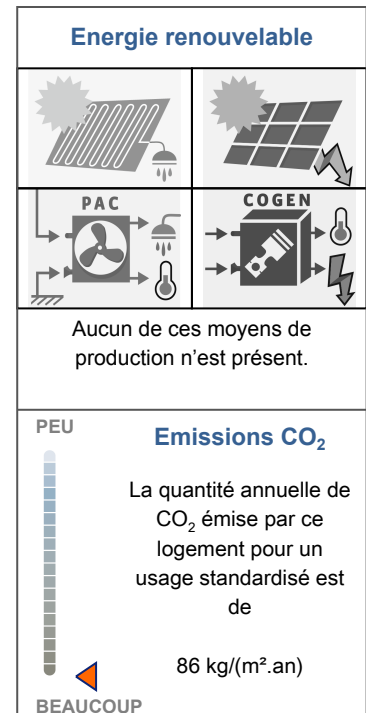 Energie renouvelable
PAC
COGEN
Aucun de ces moyens de
production n'est présent.
PEU
Emissions CO₂
La quantité annuelle de
CO₂ émise par ce
logement pour un
usage standardisé est
de
86 kg/(m².an)
BEAUCOUP